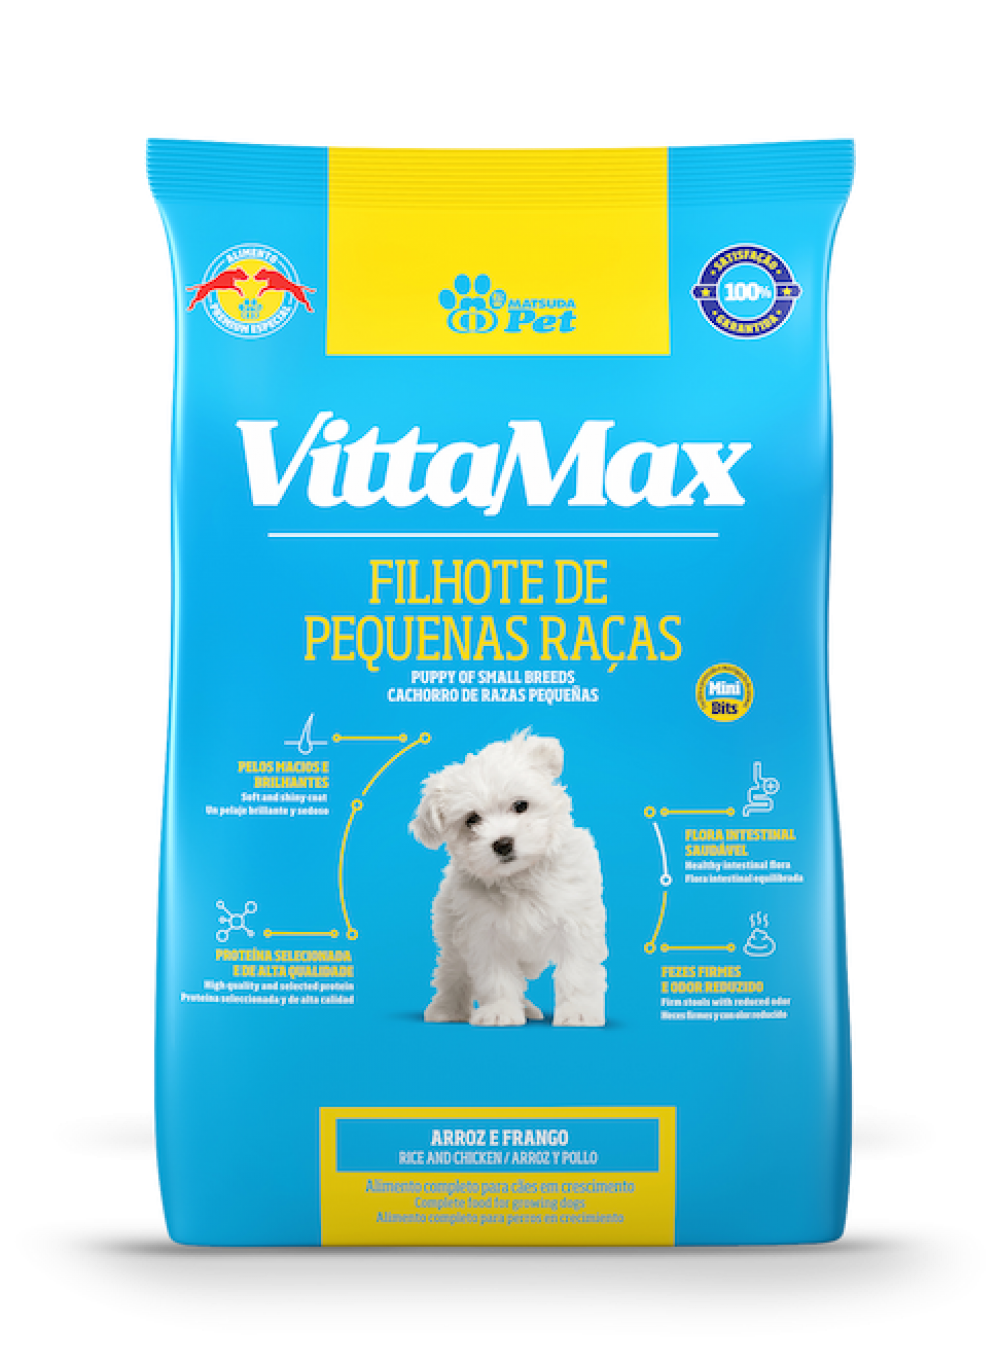 ALIMENTO
PREMIUM ESPECIAL
MATSUDA
Pet
SATISFAÇÃO
100%
GARANTIDA
VittaMax
FILHOTE DE
PEQUENAS RAÇAS
PUPPY OF SMALL BREEDS
CACHORRO DE RAZAS PEQUEÑAS
Mini
Bits
PELOS MACIOS E
BRILHANTES
Soft and shiny coat
Un pelaje brillante y sedoso
FLORA INTESTINAL
SAUDÁVEL
Healthy intestinal flora
Flora intestinal equilibrada
PROTEÍNA SELECIONADA
E DE ALTA QUALIDADE
High quality and selected protein
Proteína seleccionada y de alta calidad
FEZES FIRMES
E ODOR REDUZIDO
Firm stools with reduced odor
Heces firmes y con olor reducido
ARROZ E FRANGO
RICE AND CHICKEN / ARROZ Y POLLO
Alimento completo para cães em crescimento
Complete food for growing dogs
Alimento completo para perros en crecimiento